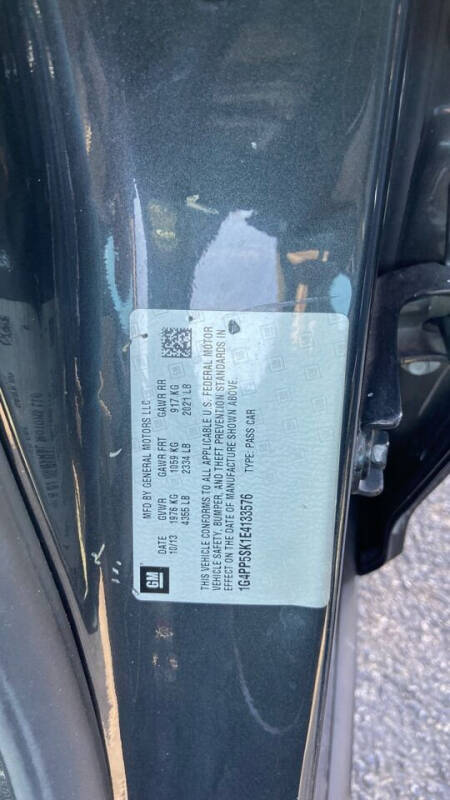 GM
MFD BY GENERAL MOTORS LLC
DATE GVWR GAWR FRT GAWR RR
10/13 1976 KG 1059 KG 917 KG
4355 LB 2334 LB 2021 LB
THIS VEHICLE CONFORMS TO ALL APPLICABLE U.S. FEDERAL MOTOR
VEHICLE SAFETY, BUMPER, AND THEFT PREVENTION STANDARDS IN
EFFECT ON THE DATE OF MANUFACTURE SHOWN ABOVE.
1G4PP5SK1E4133576 TYPE: PASS CAR